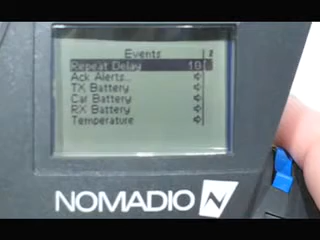 Events
Repeat Delay 10
Ack Alerts...
TX Battery
Car Battery
RX Battery
Temperature
NOMADIO N